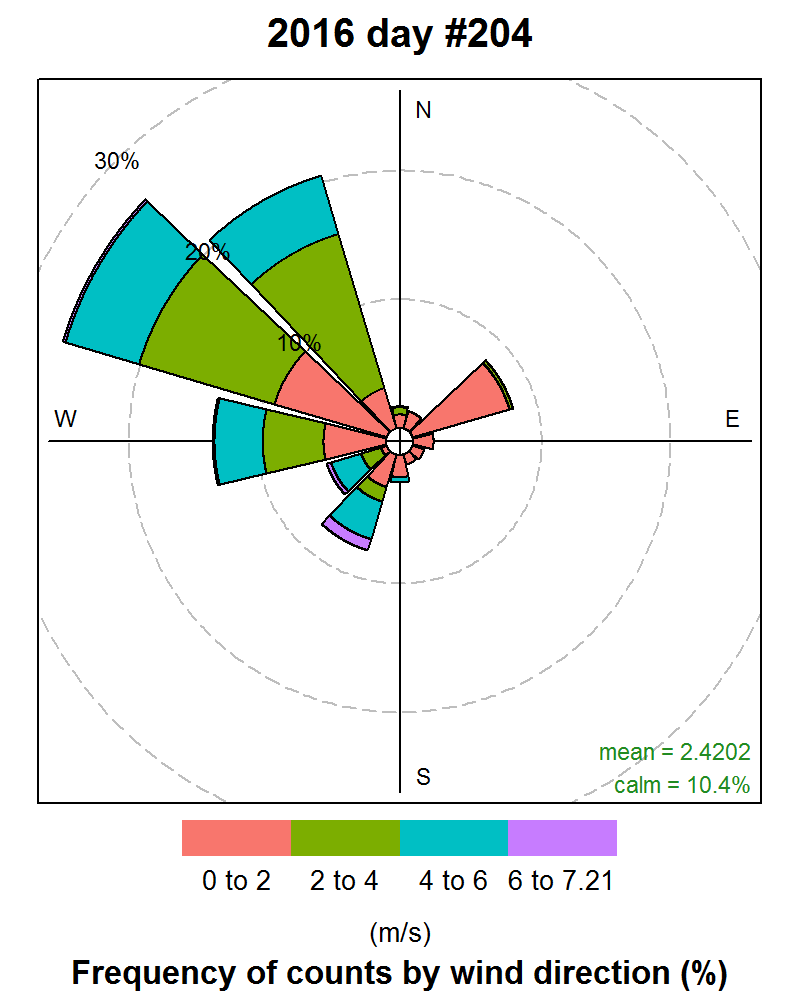 2016 day #204
N
30%
20%
10%
W
E
S
mean = 2.4202
calm = 10.4%
0 to 2 2 to 4 4 to 6 6 to 7.21
(m/s)
Frequency of counts by wind direction (%)